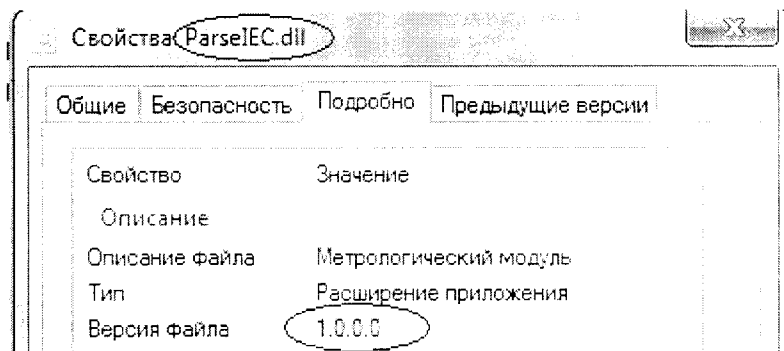 Свойства: ParseIEC.dll
Общие Безопасность Подробно Предыдущие версии
Свойство Значение
Описание
Описание файла Метрологический модуль
Тип Расширение приложения
Версия файла 1.0.0.0